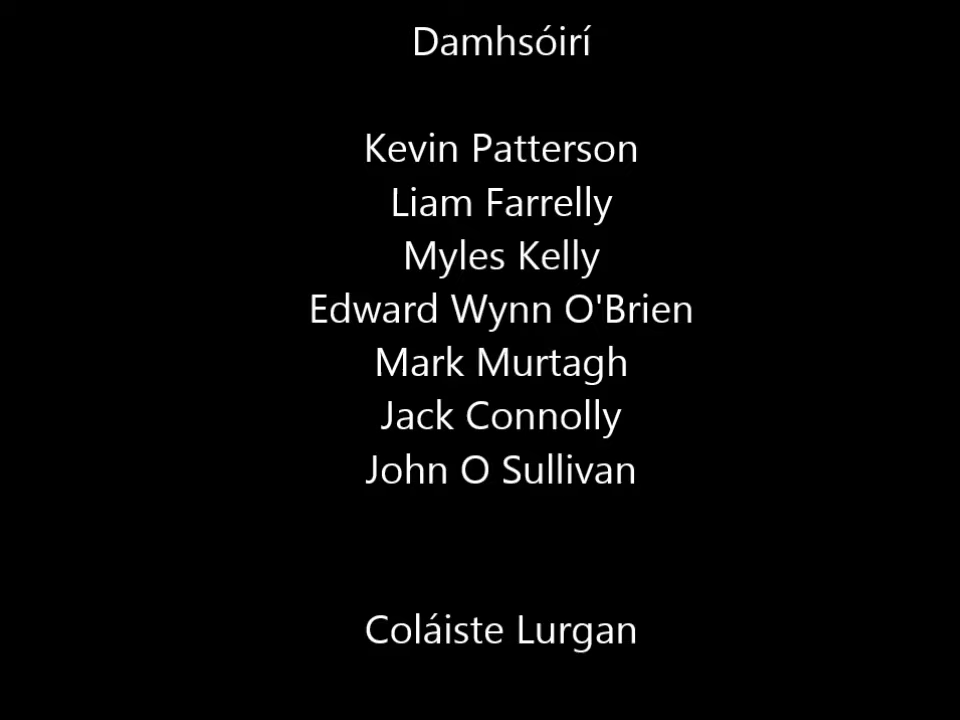 Damhsóirí
Kevin Patterson
Liam Farrelly
Myles Kelly
Edward Wynn O'Brien
Mark Murtagh
Jack Connolly
John O Sullivan
Coláiste Lurgan